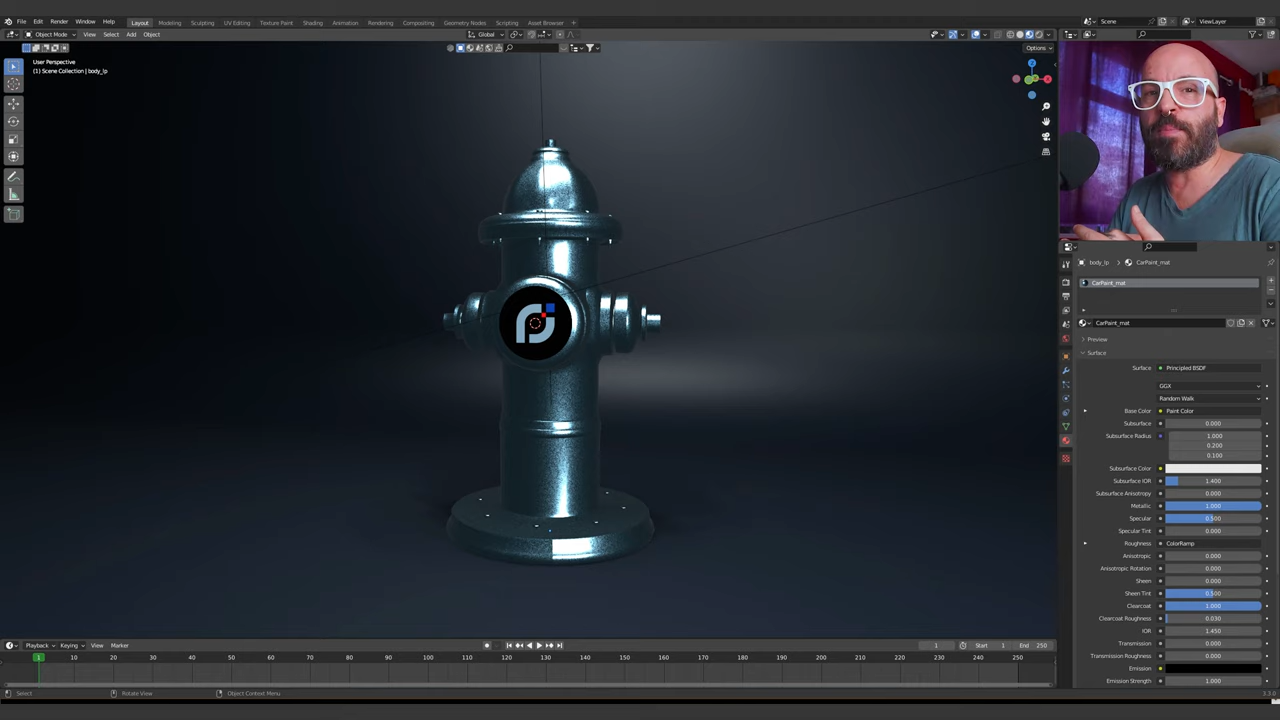 File Edit Render Window Help Layout Modeling Sculpting UV Editing Texture Paint Shading Animation Rendering Compositing Geometry Nodes Scripting Asset Browser + Scene ViewLayer
Object Mode View Select Add Object Global
Options
User Perspective
(1) Scene Collection | body_lp
Z
body_lp > CarPaint_mat
CarPaint_mat
CarPaint_mat
Preview
Surface
Surface Principled BSDF
GGX
Random Walk
Base Color Paint Color
Subsurface 0.000
Subsurface Radius 1.000
0.200
0.100
Subsurface Color
Subsurface IOR 1.400
Subsurface Anisotropy 0.000
Metallic 1.000
Specular 0.500
Specular Tint 0.000
Roughness ColorRamp
Anisotropic 0.000
Anisotropic Rotation 0.000
Sheen 0.000
Sheen Tint 0.500
Clearcoat 1.000
Clearcoat Roughness 0.030
IOR 1.450
Transmission 0.000
Transmission Roughness 0.000
Emission
Emission Strength 1.000
Playback Keying View Marker 1 Start 1 End 250
1 10 20 30 40 50 60 70 80 90 100 110 120 130 140 150 160 170 180 190 200 210 220 230 240 250
Select Rotate View Object Context Menu 3.3.0